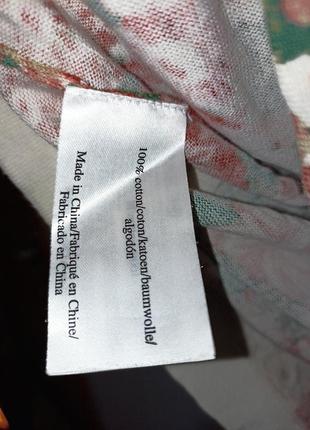 100% cotton/coton/katoen/baumwolle/
algodón
Made in China/Fabriqué en Chine/
Fabricado en China